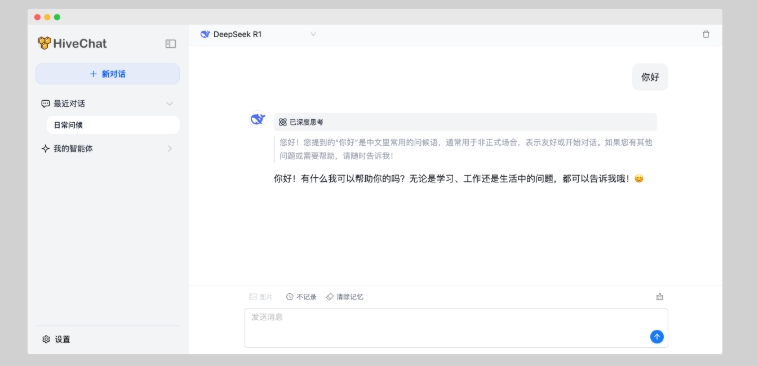 HiveChat
DeepSeek R1
+ 新对话
最近对话
日常问候
我的智能体
设置
你好
已深度思考
您好！您提到的“你好”是中文里常用的问候语，通常用于非正式场合，表示友好或开始对话。如果您有其他
问题或需要帮助，请随时告诉我！
你好！有什么我可以帮助你的吗？无论是学习、工作还是生活中的问题，都可以告诉我哦！😊
图片 不记录 清除记忆
发送消息